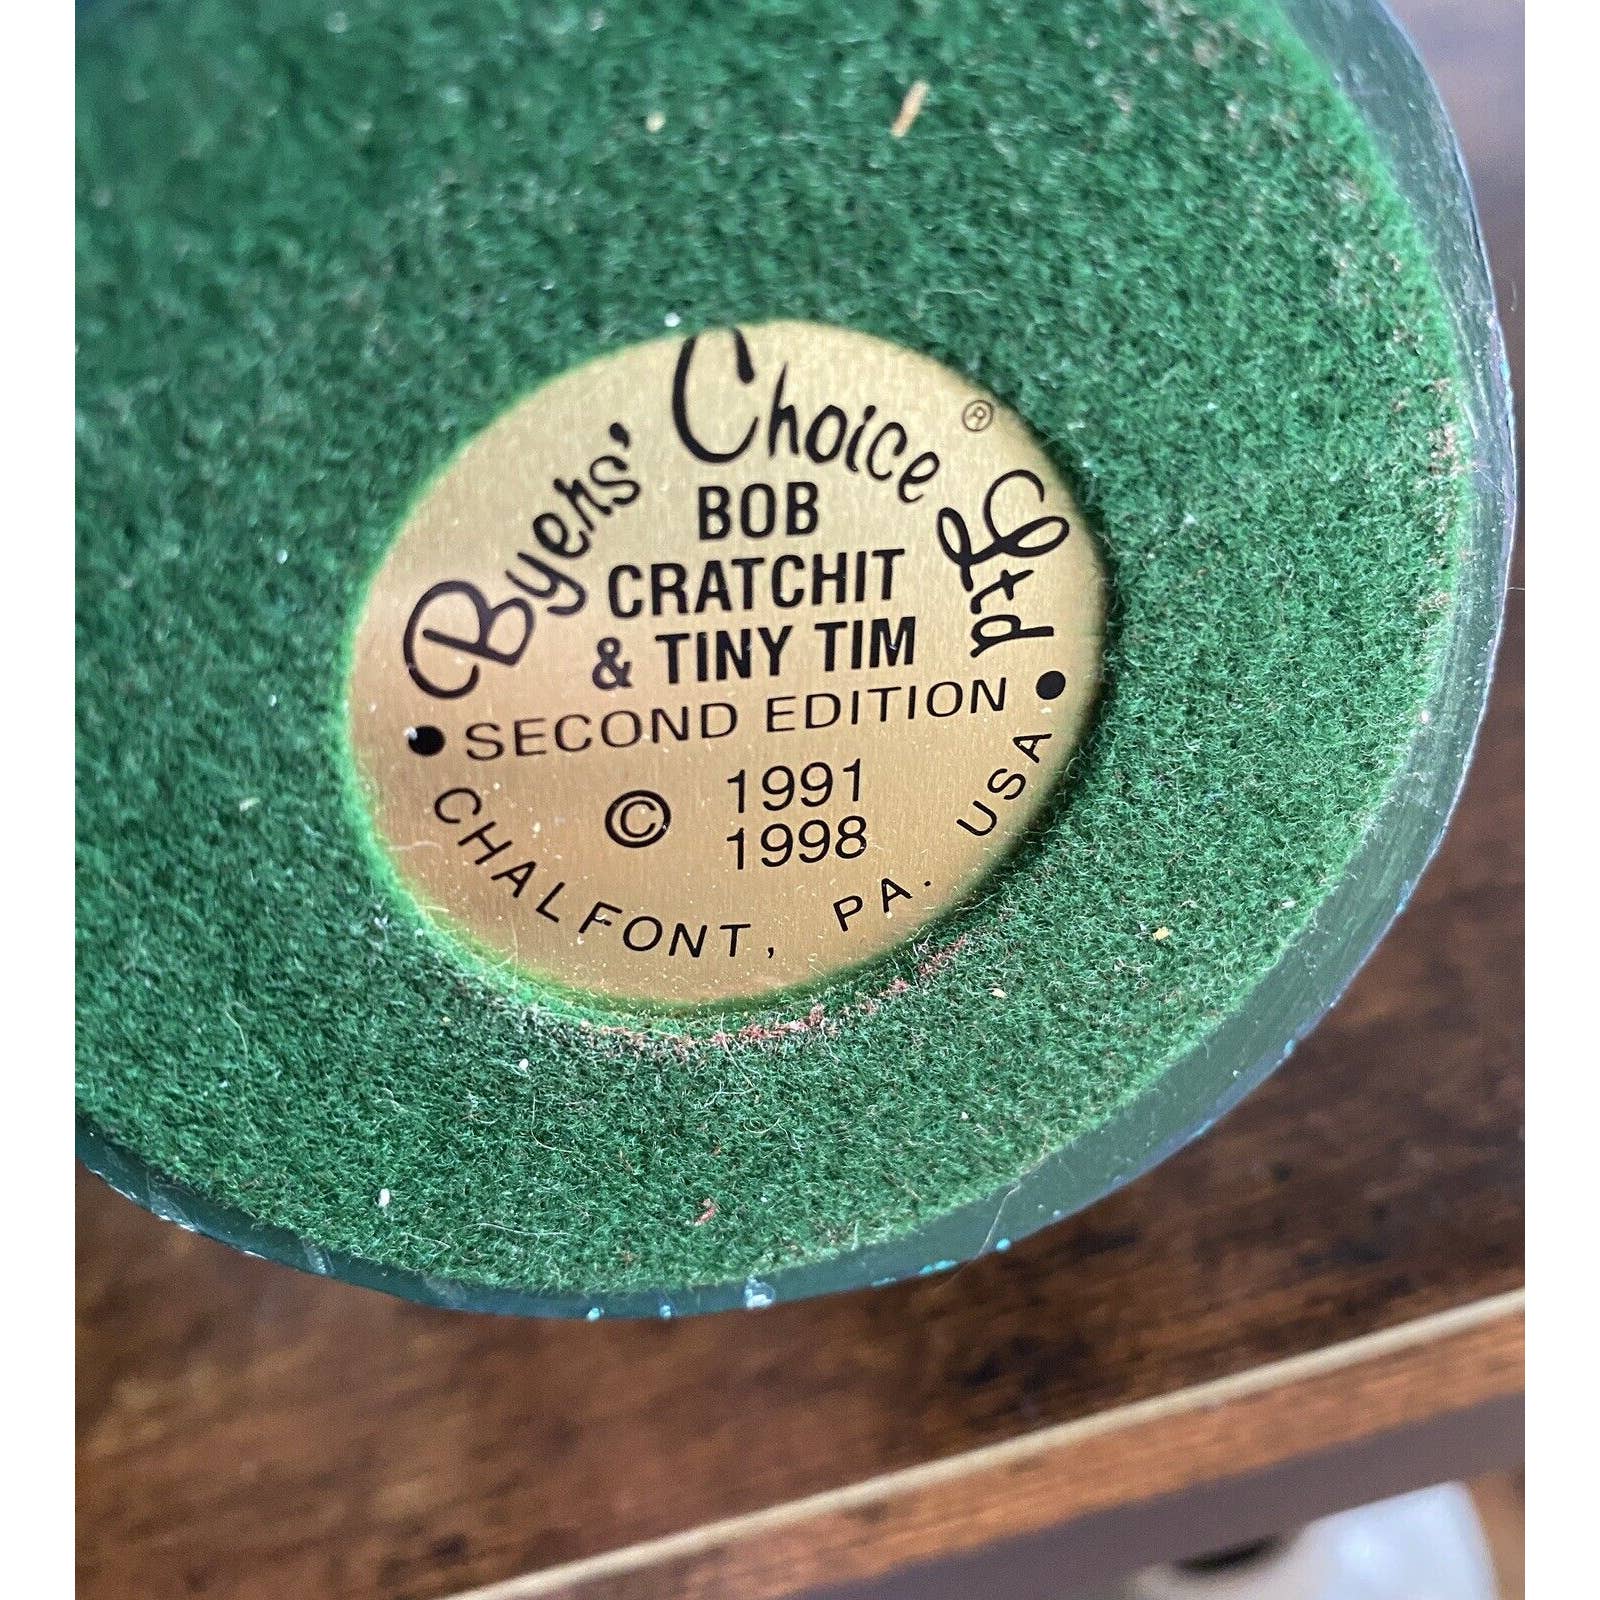 Byers' Choice® Ltd
BOB
CRATCHIT
& TINY TIM
• SECOND EDITION •
© 1991
1998
CHALFONT, PA. USA